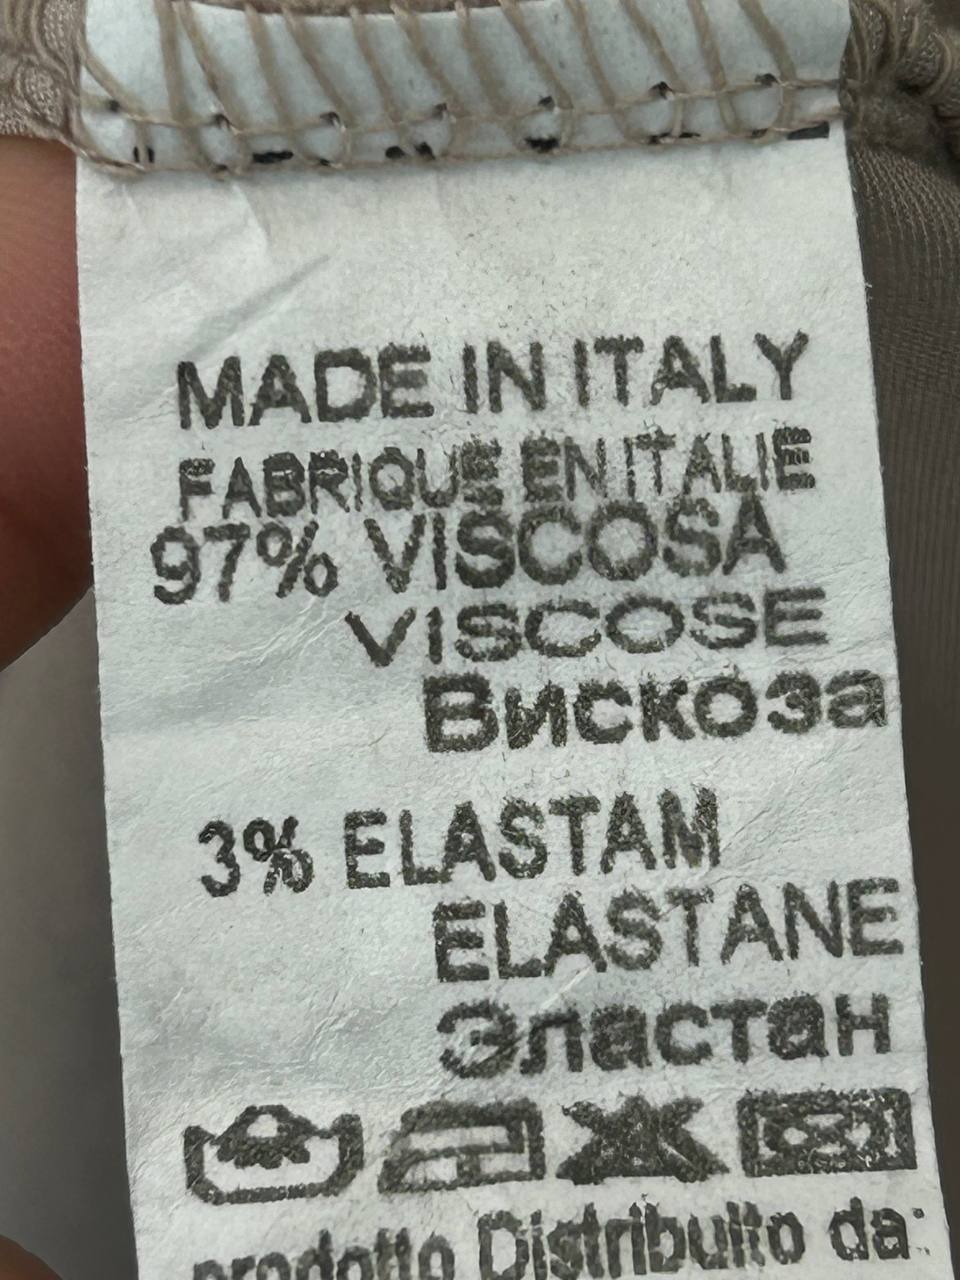 MADE IN ITALY
FABRIQUE EN ITALIE
97% VISCOSA
VISCOSE
Вискоза
3% ELASTAM
ELASTANE
Эластан
prodotto Distribuito da: